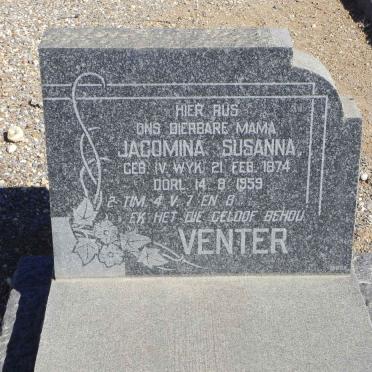 HIER RUS
ONS DIERBARE MAMA
JACOMINA SUSANNA,
GEB. IV. WYK. 21 FEB. 1874
OORL. 14. 8. 1959
2. TIM. 4. V. 7 EN 8
EK HET DIE GELOOF BEHOU.
VENTER